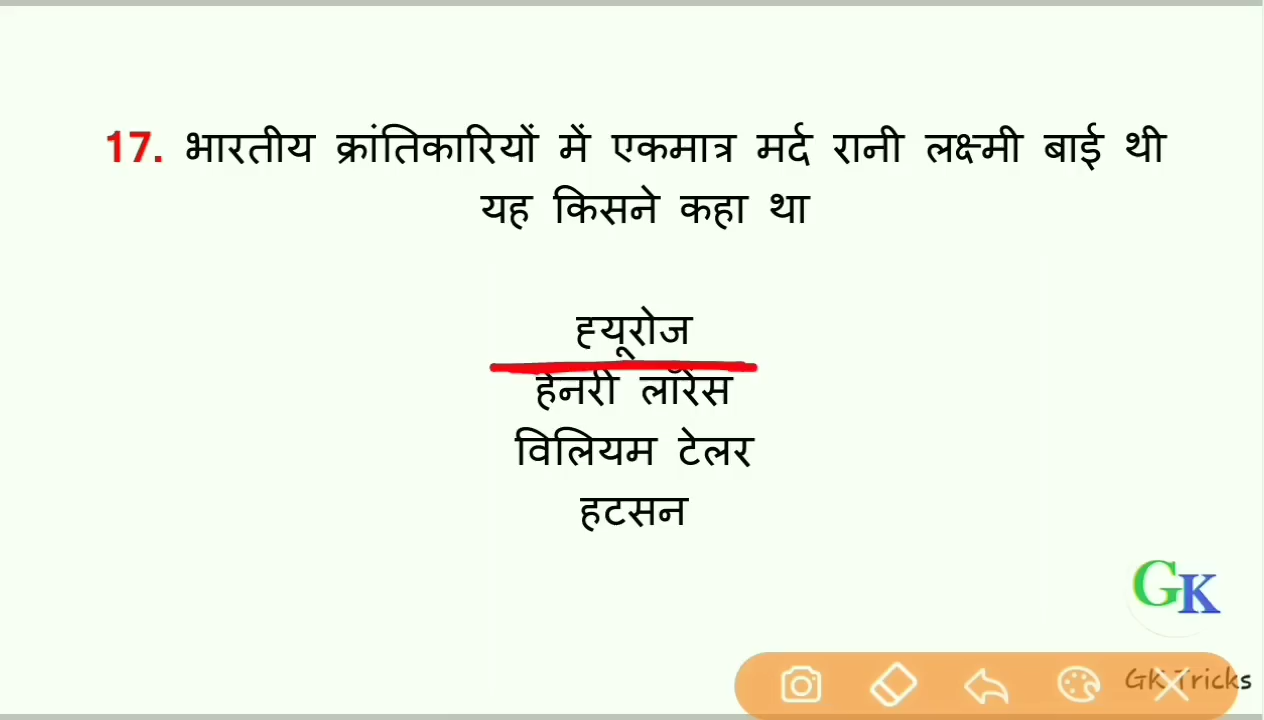 17. भारतीय क्रांतिकारियों में एकमात्र मर्द रानी लक्ष्मी बाई थी
यह किसने कहा था
ह्यूरोज
हेनरी लॉरेंस
विलियम टेलर
हटसन
GK
GK Tricks